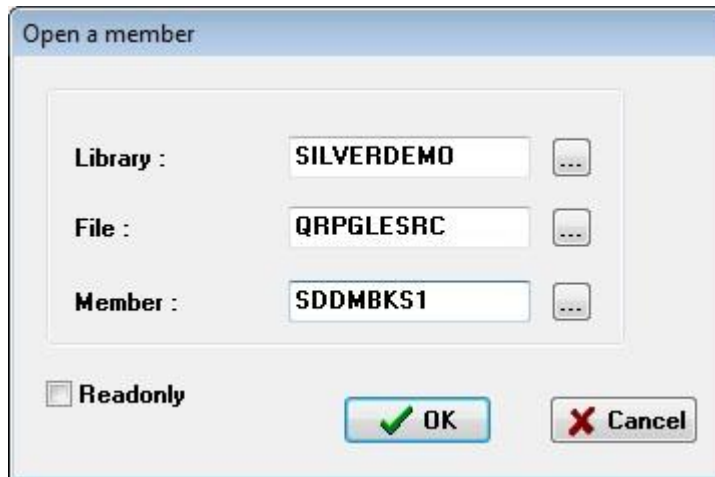 Open a member
Library : SILVERDEMO ...
File : QRPGLESRC ...
Member : SDDMBKS1 ...
Readonly
OK Cancel